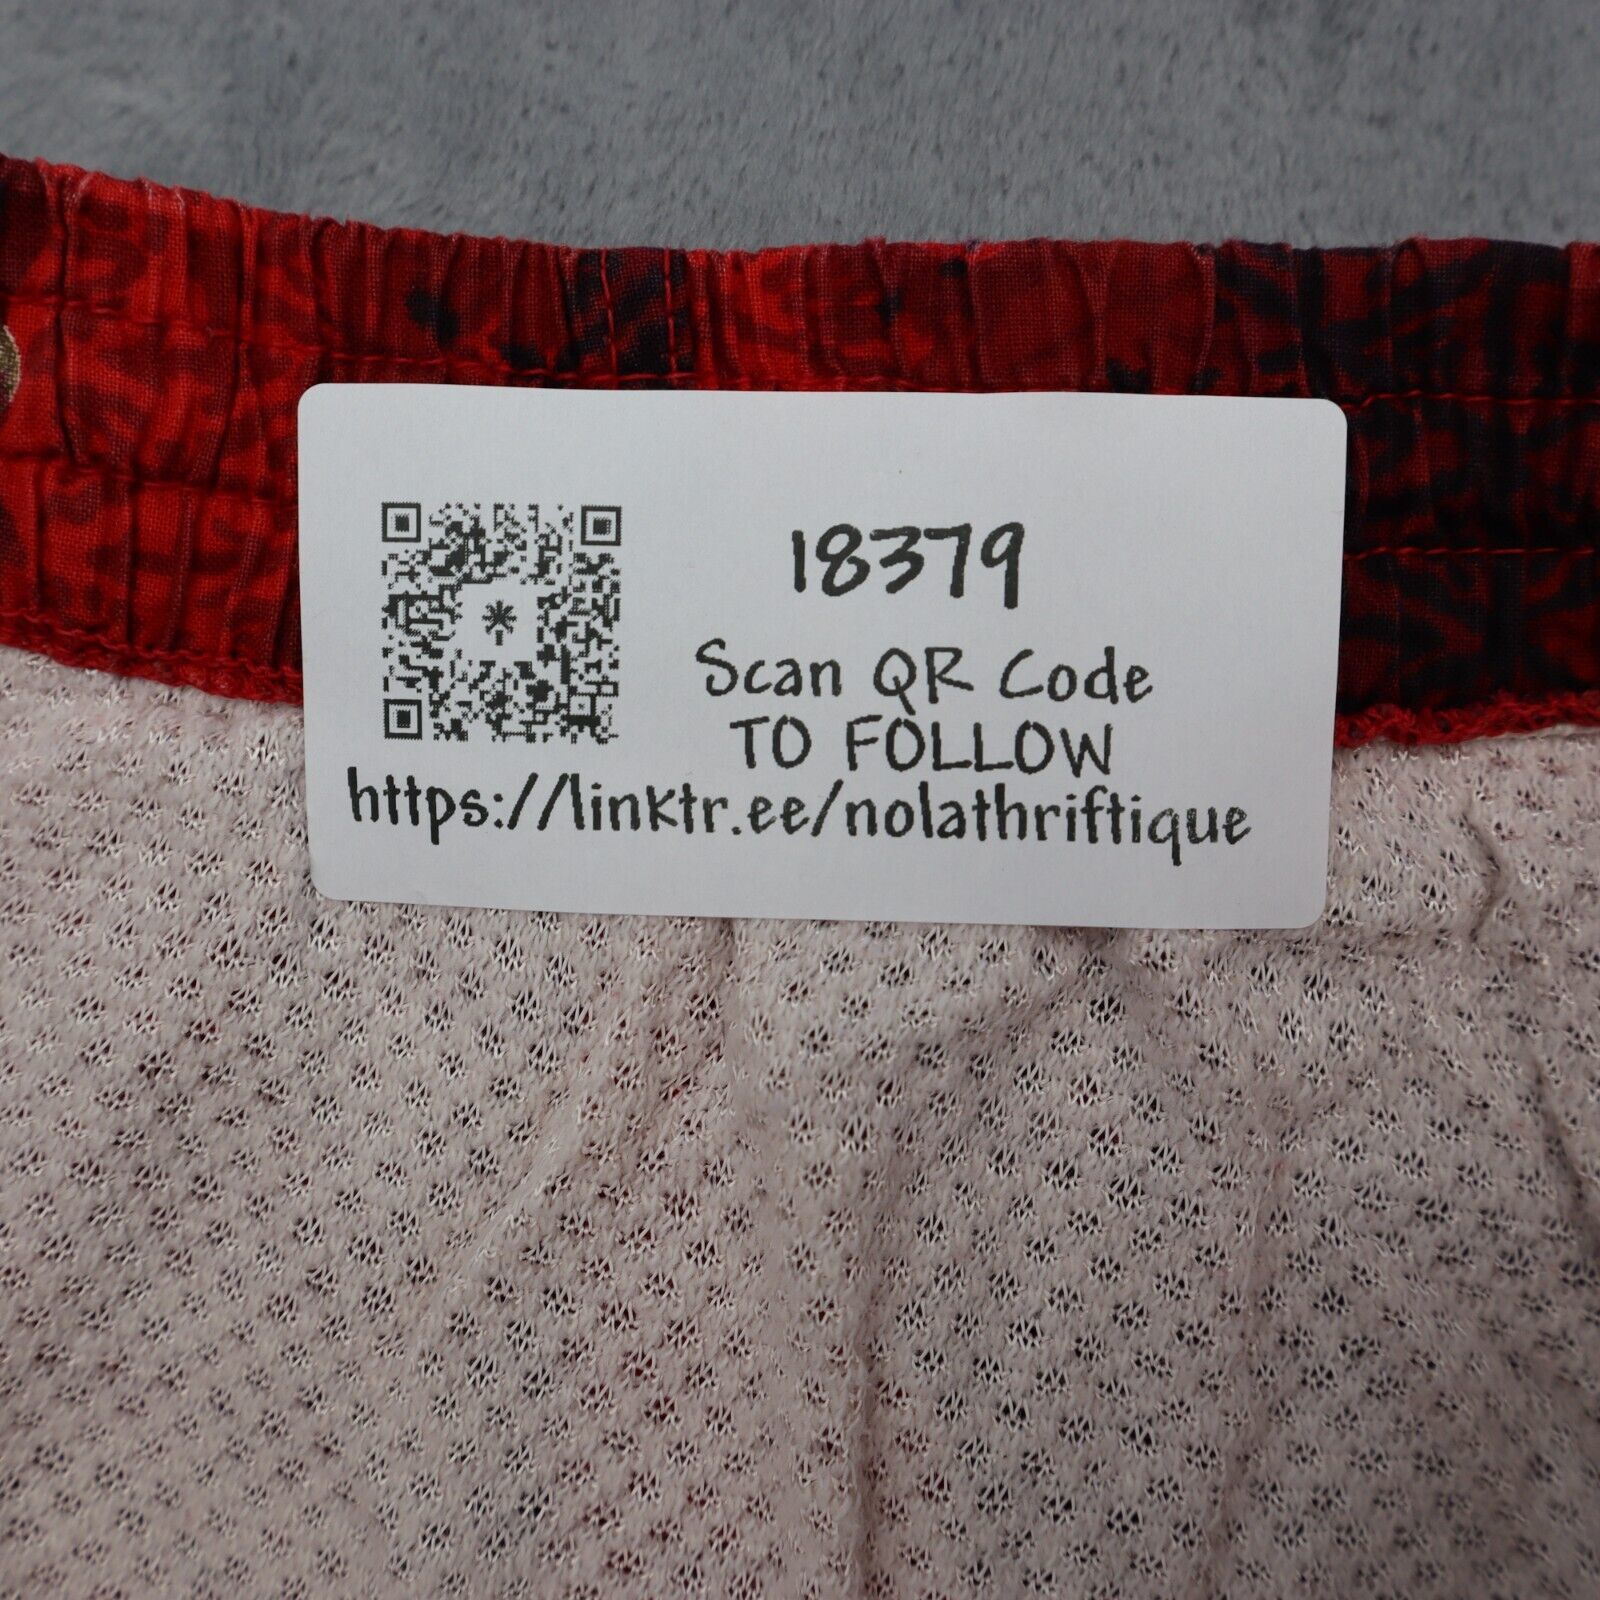 18379
Scan QR Code
TO FOLLOW
https://linktr.ee/nolathriftique